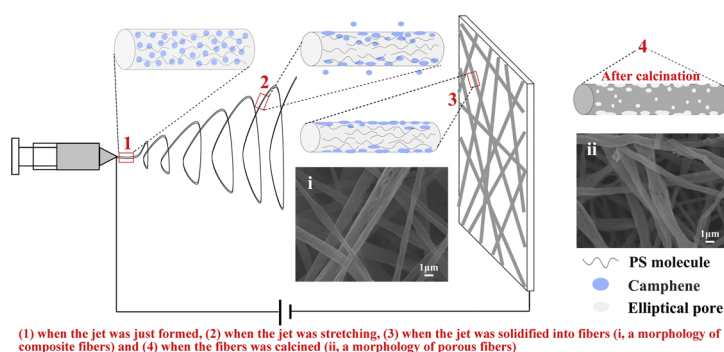 4
After calcination
2
1
3
i
1μm
ii
1μm
PS molecule
Camphene
Elliptical pore
(1) when the jet was just formed, (2) when the jet was stretching, (3) when the jet was solidified into fibers (i, a morphology of
composite fibers) and (4) when the fibers was calcined (ii, a morphology of porous fibers)